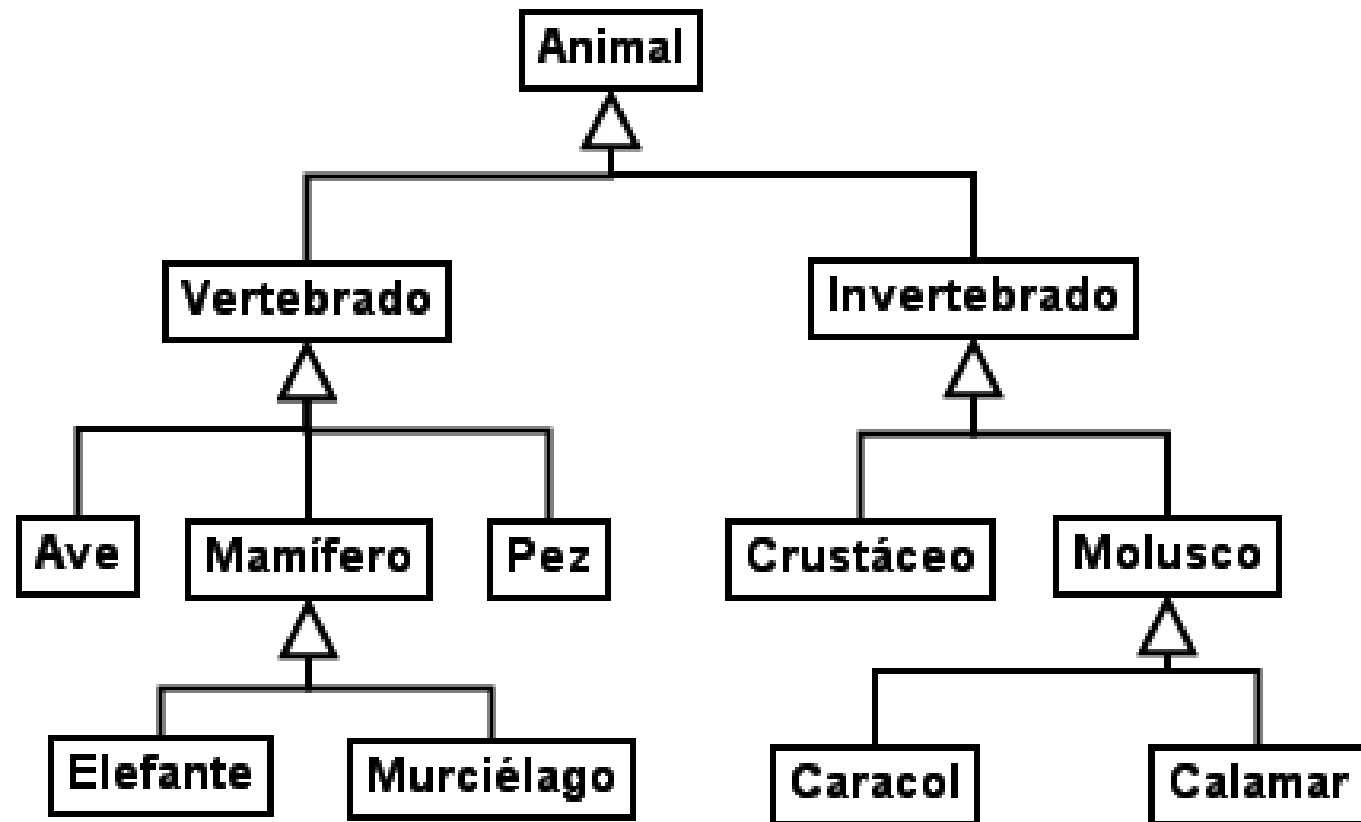 Animal
Vertebrado
Invertebrado
Ave
Mamífero
Pez
Crustáceo
Molusco
Elefante
Murciélago
Caracol
Calamar